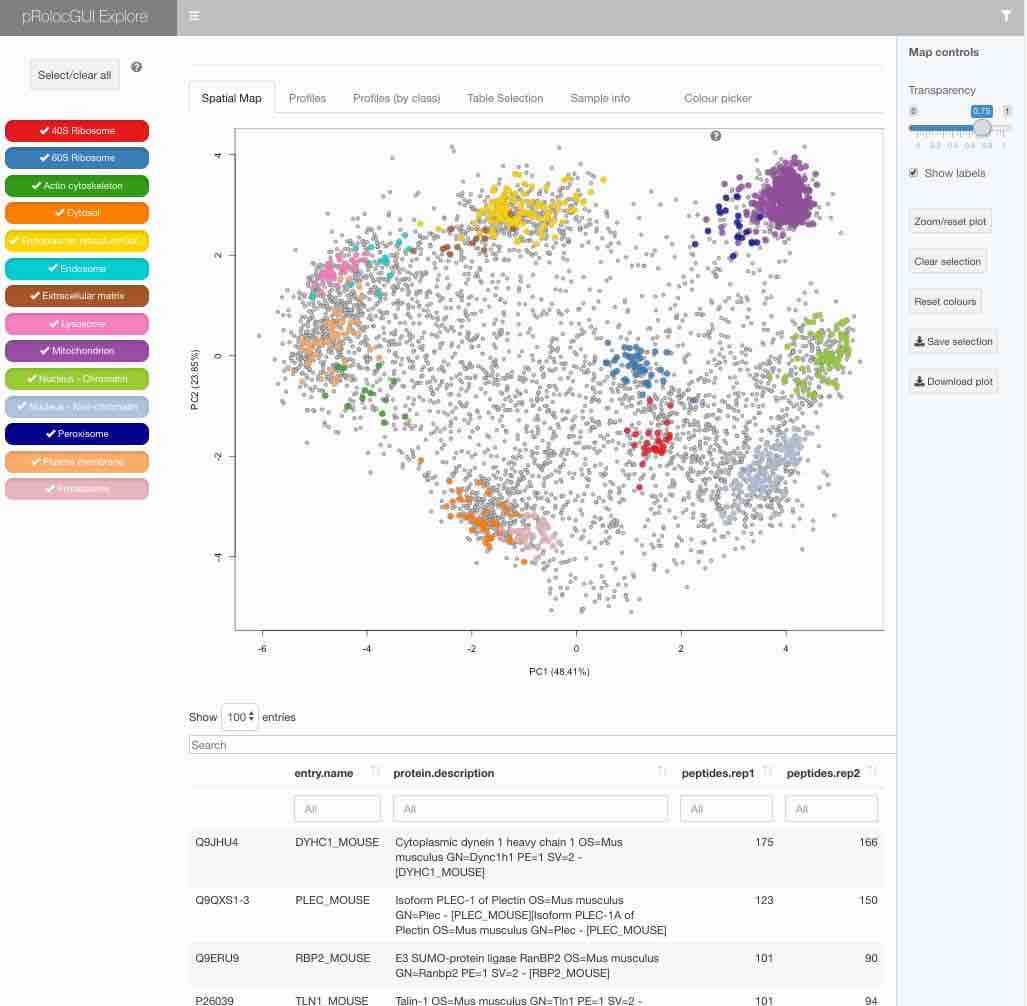 pRolocGUI Explore
Select/clear all
40S Ribosome
60S Ribosome
Actin cytoskeleton
Cytosol
Endosome
Extracellular matrix
Lysosome
Mitochondrion
Nucleus - Chromatin
Nucleus - Non-chromatin
Peroxisome
Plasma membrane
Proteasome
Spatial Map Profiles Profiles (by class) Table Selection Sample info Colour picker
4
2
0
-2
-4
PC2 (23.85%)
-6 -4 -2 0 2 4
PC1 (48.41%)
Map controls
Transparency
0 0.75 1
0 0.2 0.4 0.6 0.8 1
Show labels
Zoom/reset plot
Clear selection
Reset colours
Save selection
Download plot
Show 100 entries
Search
entry.name protein.description peptides.rep1 peptides.rep2
All All All All
Q9JHU4 DYHC1_MOUSE Cytoplasmic dynein 1 heavy chain 1 OS=Mus 175 166
musculus GN=Dync1h1 PE=1 SV=2 -
[DYHC1_MOUSE]
Q9QXS1-3 PLEC_MOUSE Isoform PLEC-1 of Plectin OS=Mus musculus 123 150
GN=Plec - [PLEC_MOUSE]|Isoform PLEC-1A of
Plectin OS=Mus musculus GN=Plec - [PLEC_MOUSE]
Q9ERU9 RBP2_MOUSE E3 SUMO-protein ligase RanBP2 OS=Mus 101 90
musculus GN=Ranbp2 PE=1 SV=2 - [RBP2_MOUSE]
P26039 TLN1_MOUSE Talin-1 OS=Mus musculus GN=Tln1 PE=1 SV=2 - 101 94